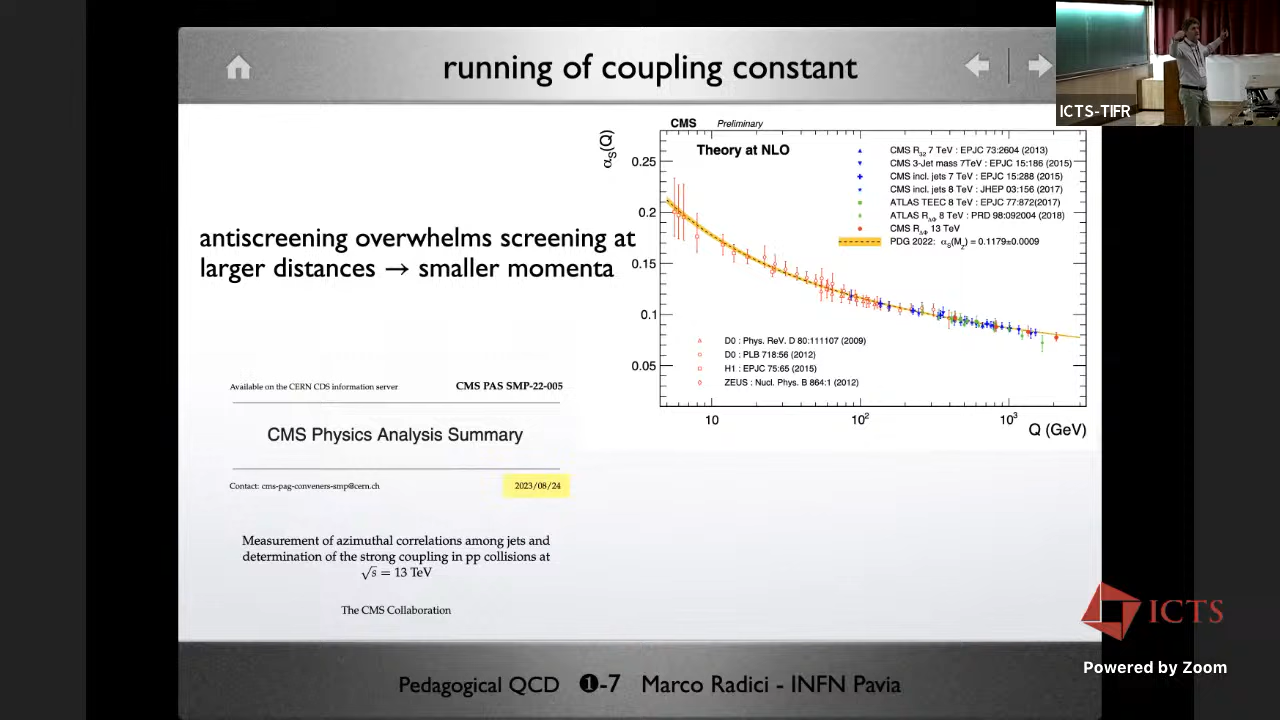 running of coupling constant
ICTS-TIFR
antiscreening overwhelms screening at
larger distances → smaller momenta
CMS Preliminary
Theory at NLO
αS(Q)
0.25
0.2
0.15
0.1
0.05
CMS R32 7 TeV : EPJC 73:2604 (2013)
CMS 3-Jet mass 7TeV : EPJC 15:186 (2015)
CMS incl. jets 7 TeV : EPJC 15:288 (2015)
CMS incl. jets 8 TeV : JHEP 03:156 (2017)
ATLAS TEEC 8 TeV : EPJC 77:872(2017)
ATLAS RΔΦ 8 TeV : PRD 98:092004 (2018)
CMS RΔΦ 13 TeV
PDG 2022: αS(MZ) = 0.1179±0.0009
D0 : Phys. ReV. D 80:111107 (2009)
D0 : PLB 718:56 (2012)
H1 : EPJC 75:65 (2015)
ZEUS : Nucl. Phys. B 864:1 (2012)
10 10² 10³
Q (GeV)
Available on the CERN CDS information server CMS PAS SMP-22-005
CMS Physics Analysis Summary
Contact: cms-pag-conveners-smp@cern.ch 2023/08/24
Measurement of azimuthal correlations among jets and
determination of the strong coupling in pp collisions at
√s = 13 TeV
The CMS Collaboration
ICTS
Powered by Zoom
Pedagogical QCD ❶-7 Marco Radici - INFN Pavia